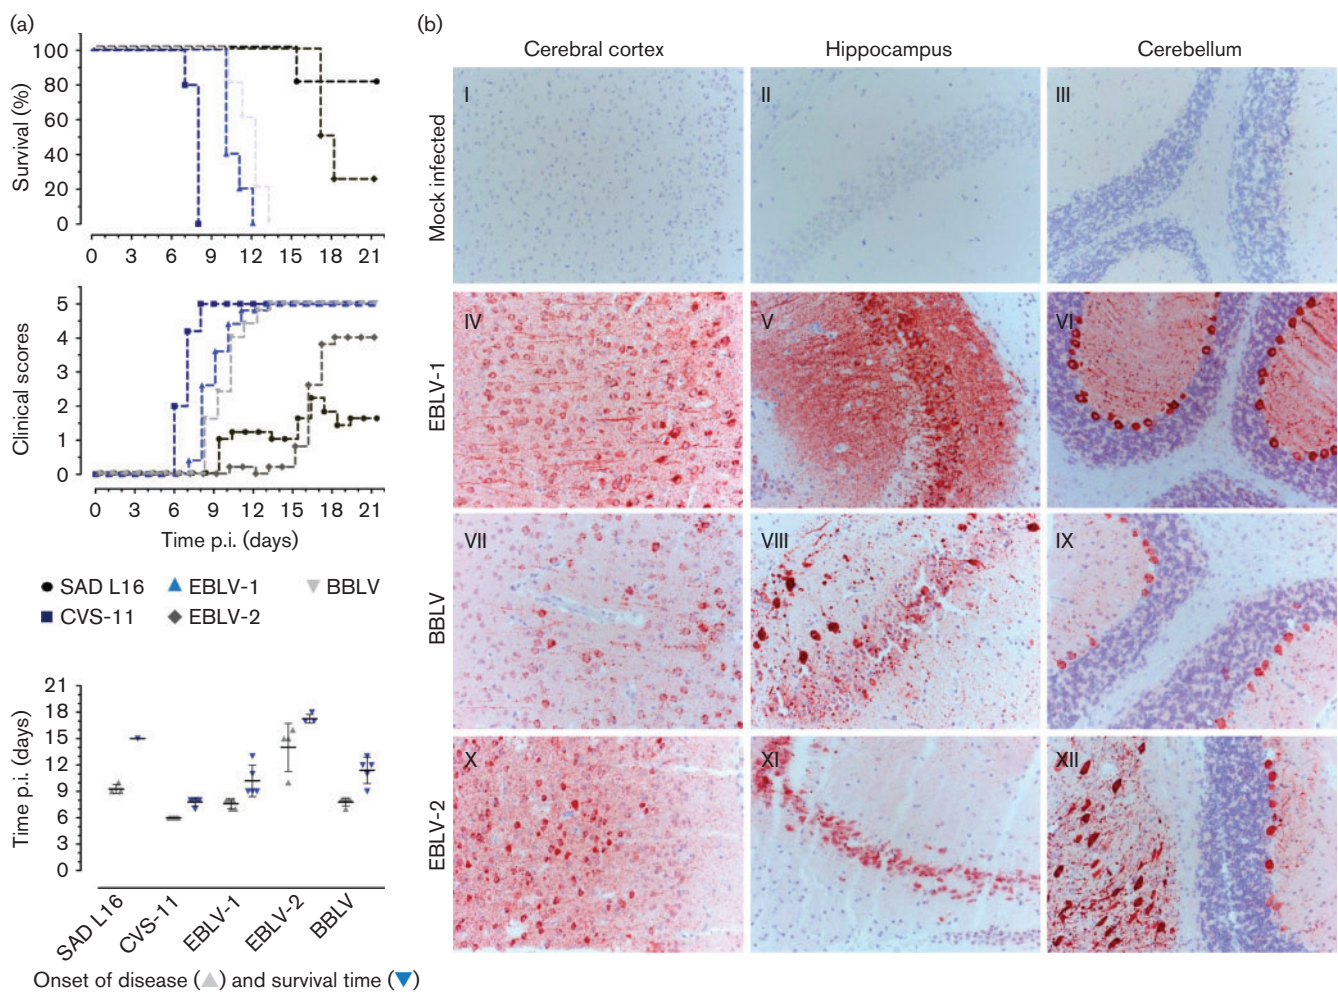 (a)
100
80
60
40
20
0
Survival (%)
0 3 6 9 12 15 18 21
5
4
3
2
1
0
Clinical scores
0 3 6 9 12 15 18 21
Time p.i. (days)
SAD L16 EBLV-1 BBLV
CVS-11 EBLV-2
21
18
15
12
9
6
3
0
Time p.i. (days)
SAD L16 CVS-11 EBLV-1 EBLV-2 BBLV
Onset of disease (▲) and survival time (▼)
(b)
Cerebral cortex Hippocampus Cerebellum
Mock infected
I II III
EBLV-1
IV V VI
BBLV
VII VIII IX
EBLV-2
X XI XII